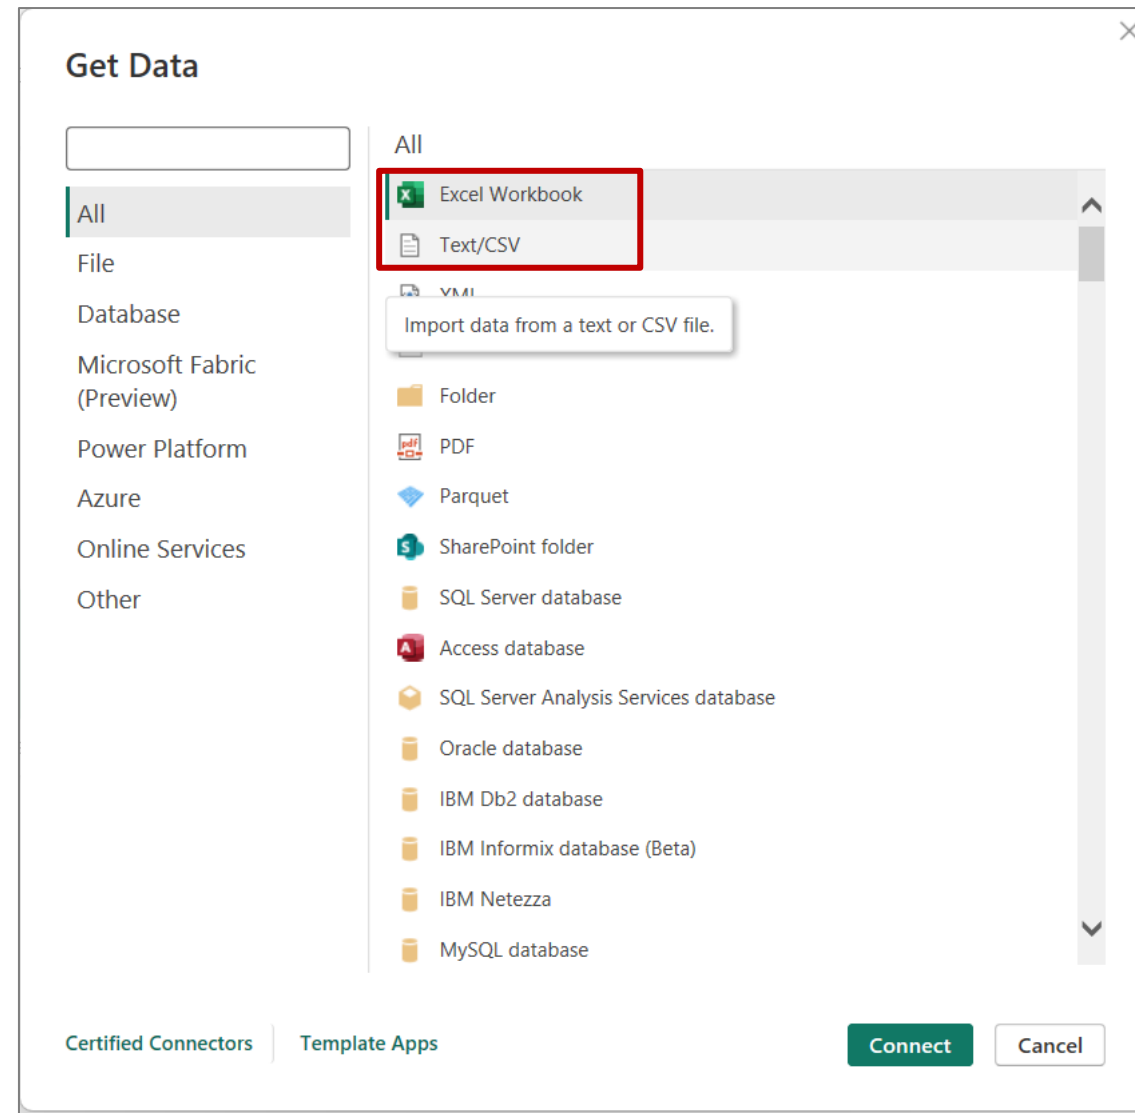 Get Data
All
File
Database
Microsoft Fabric
(Preview)
Power Platform
Azure
Online Services
Other
All
Excel Workbook
Text/CSV
XML
Import data from a text or CSV file.
Folder
PDF
Parquet
SharePoint folder
SQL Server database
Access database
SQL Server Analysis Services database
Oracle database
IBM Db2 database
IBM Informix database (Beta)
IBM Netezza
MySQL database
Certified Connectors
Template Apps
Connect
Cancel